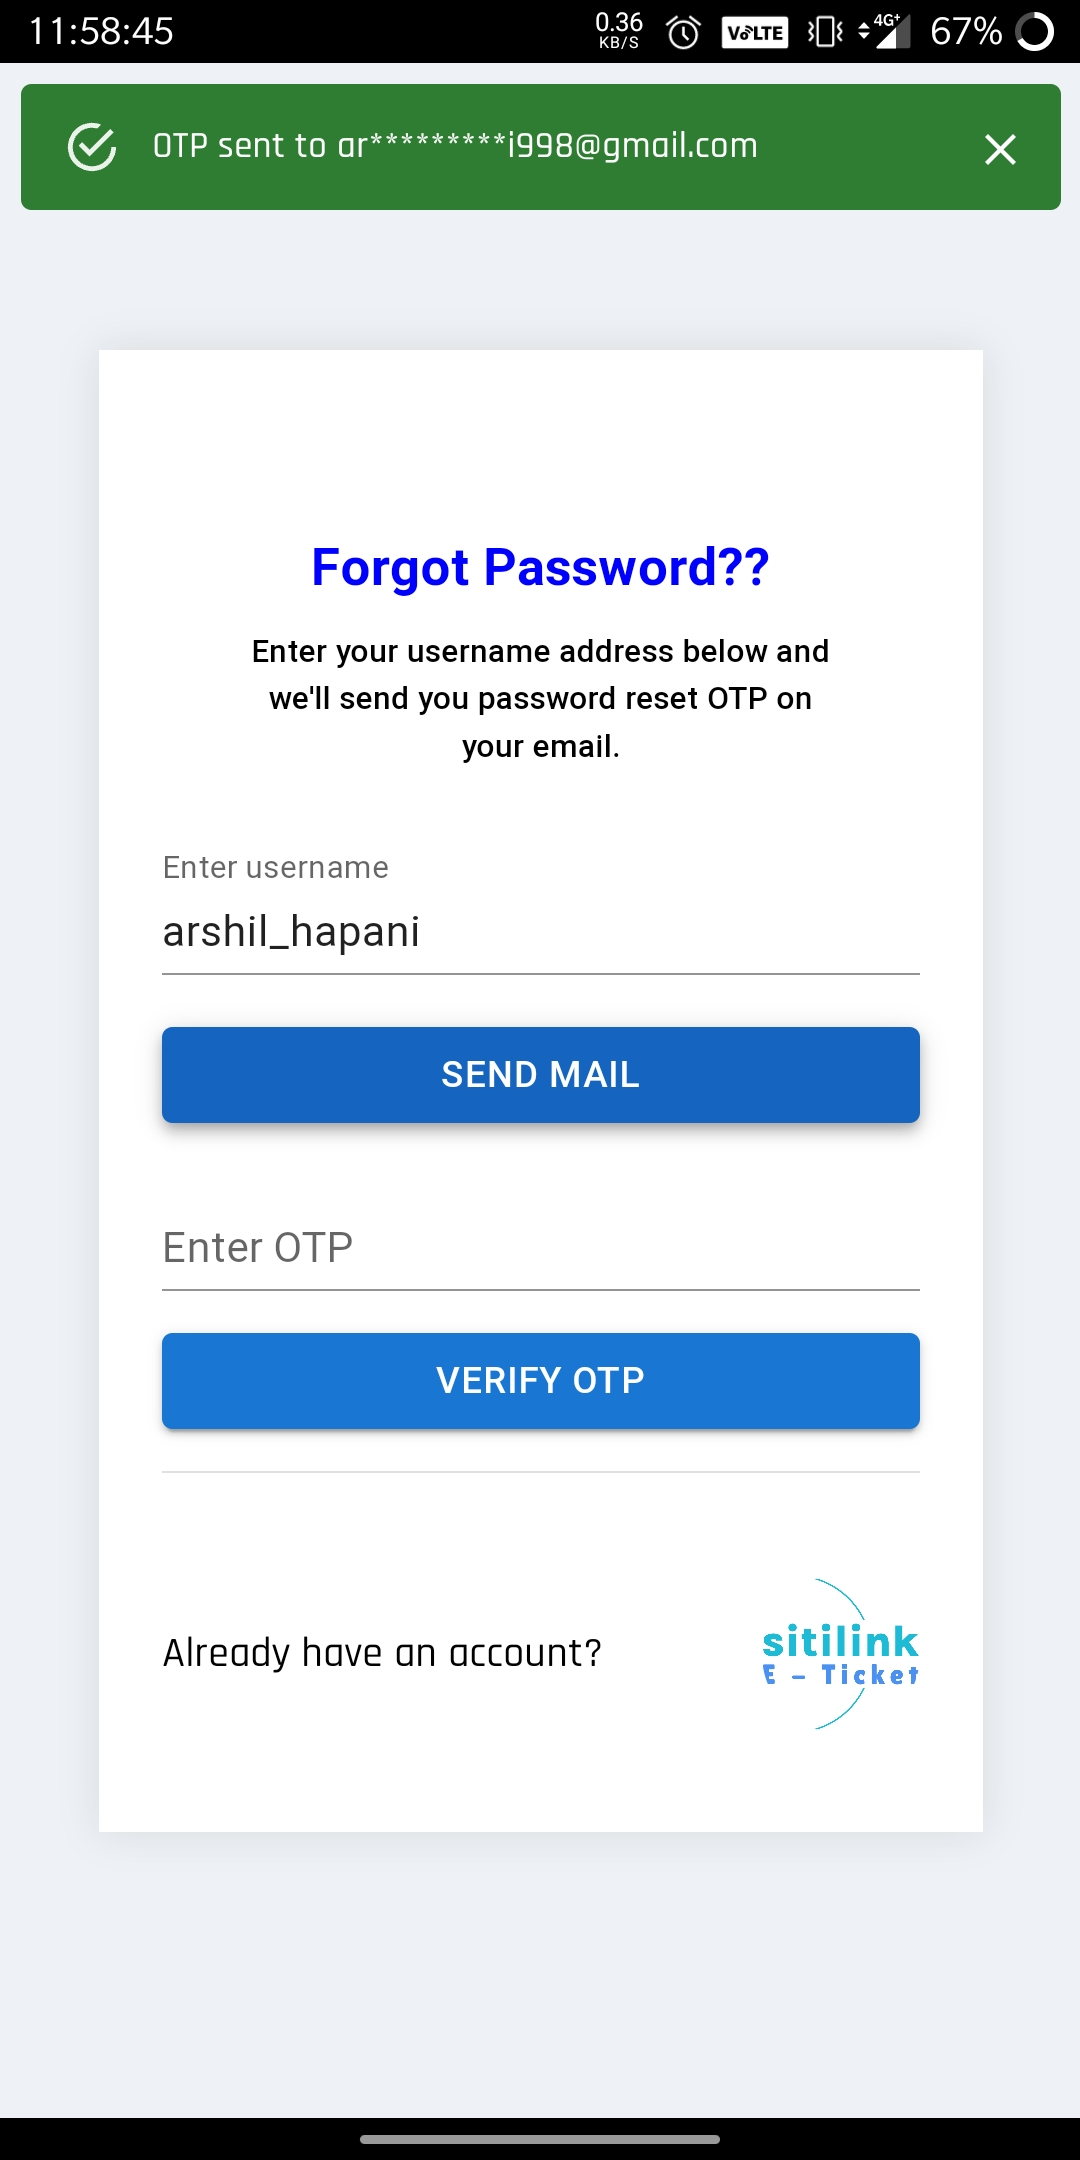 11:58:45
0.36
KB/S
VoLTE
4G+
67%
OTP sent to ar*********i998@gmail.com
Forgot Password??
Enter your username address below and
we'll send you password reset OTP on
your email.
Enter username
arshil_hapani
SEND MAIL
Enter OTP
VERIFY OTP
Already have an account?
sitilink
E - Ticket